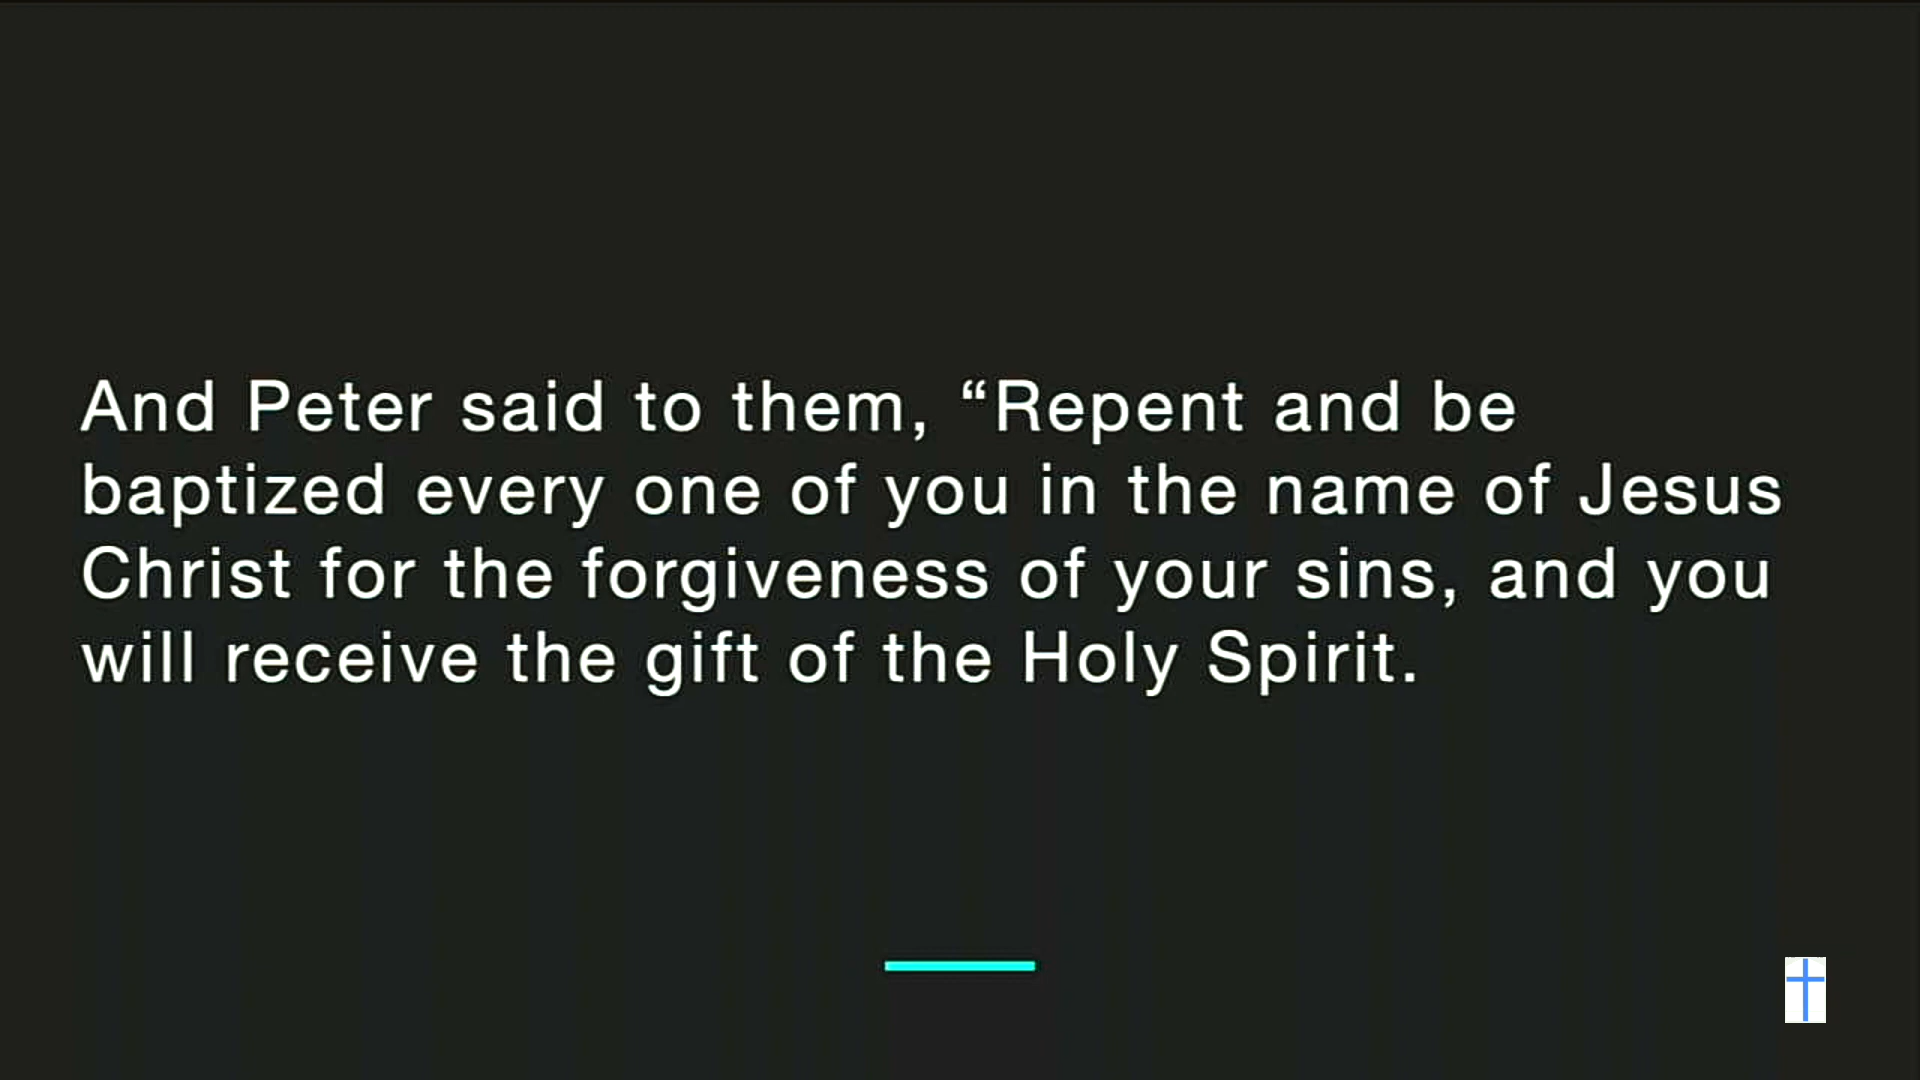 And Peter said to them, “Repent and be
baptized every one of you in the name of Jesus
Christ for the forgiveness of your sins, and you
will receive the gift of the Holy Spirit.